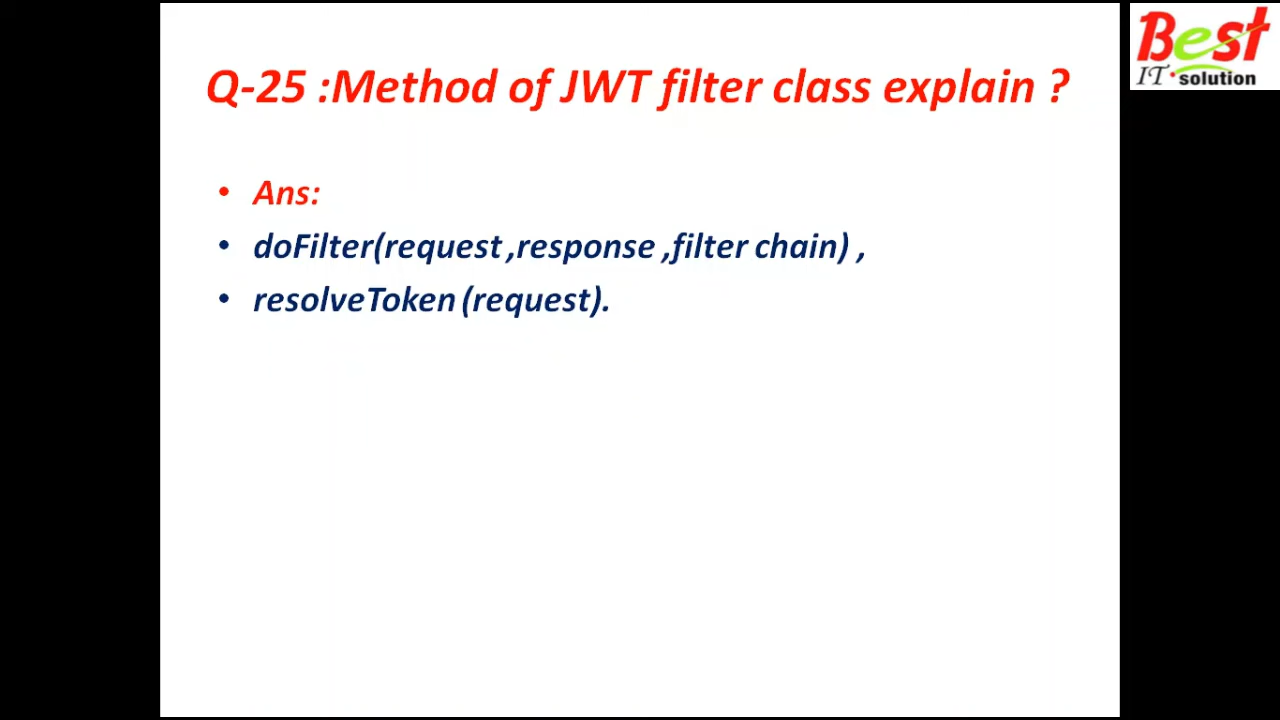 Best
IT solution
Q-25 :Method of JWT filter class explain ?
• Ans:
• doFilter(request ,response ,filter chain) ,
• resolveToken (request).